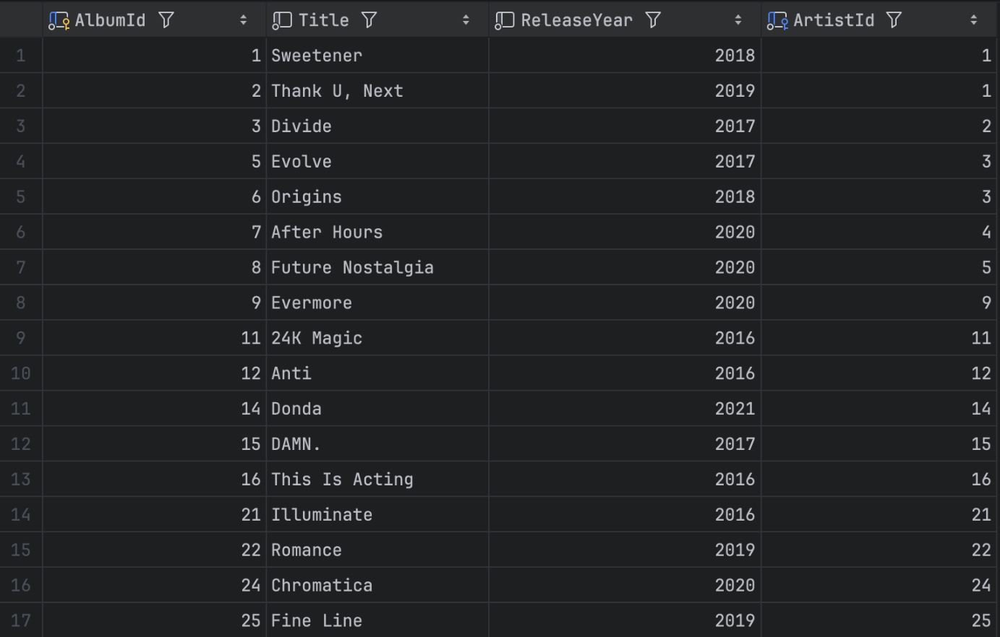 AlbumId Title ReleaseYear ArtistId
1 1 Sweetener 2018 1
2 2 Thank U, Next 2019 1
3 3 Divide 2017 2
4 5 Evolve 2017 3
5 6 Origins 2018 3
6 7 After Hours 2020 4
7 8 Future Nostalgia 2020 5
8 9 Evermore 2020 9
9 11 24K Magic 2016 11
10 12 Anti 2016 12
11 14 Donda 2021 14
12 15 DAMN. 2017 15
13 16 This Is Acting 2016 16
14 21 Illuminate 2016 21
15 22 Romance 2019 22
16 24 Chromatica 2020 24
17 25 Fine Line 2019 25